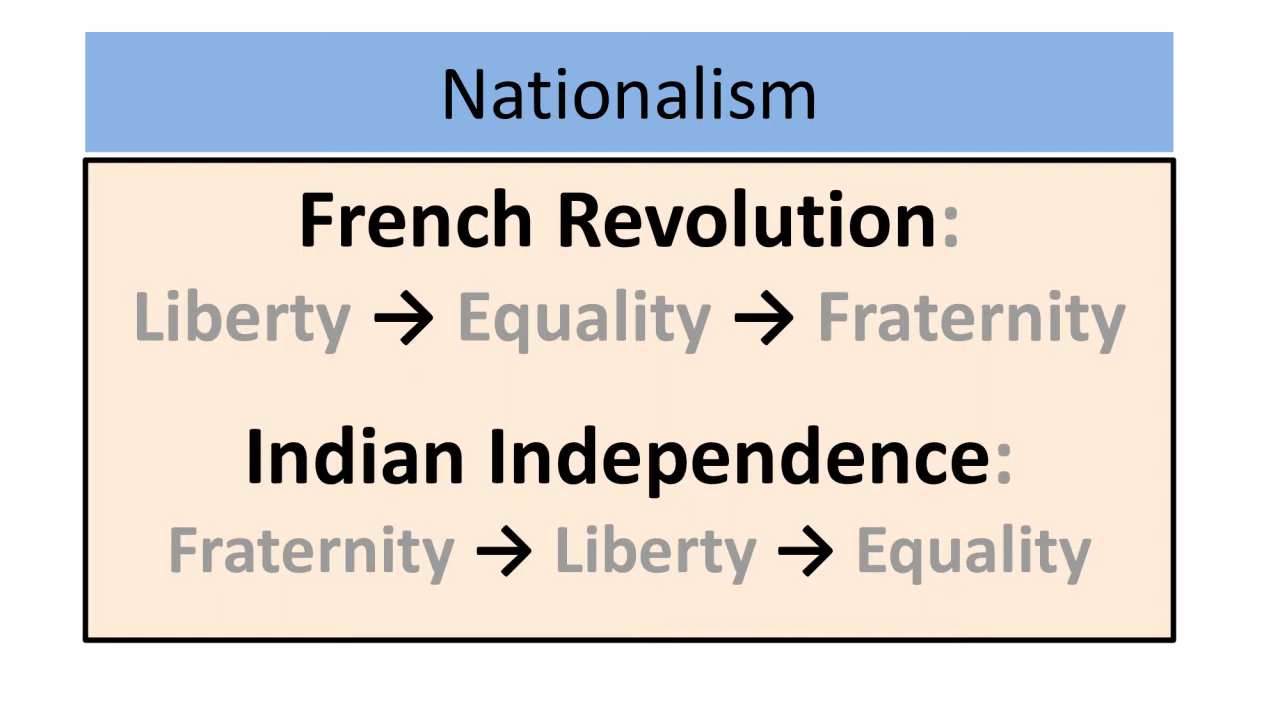 Nationalism
French Revolution:
Liberty → Equality → Fraternity
Indian Independence:
Fraternity → Liberty → Equality